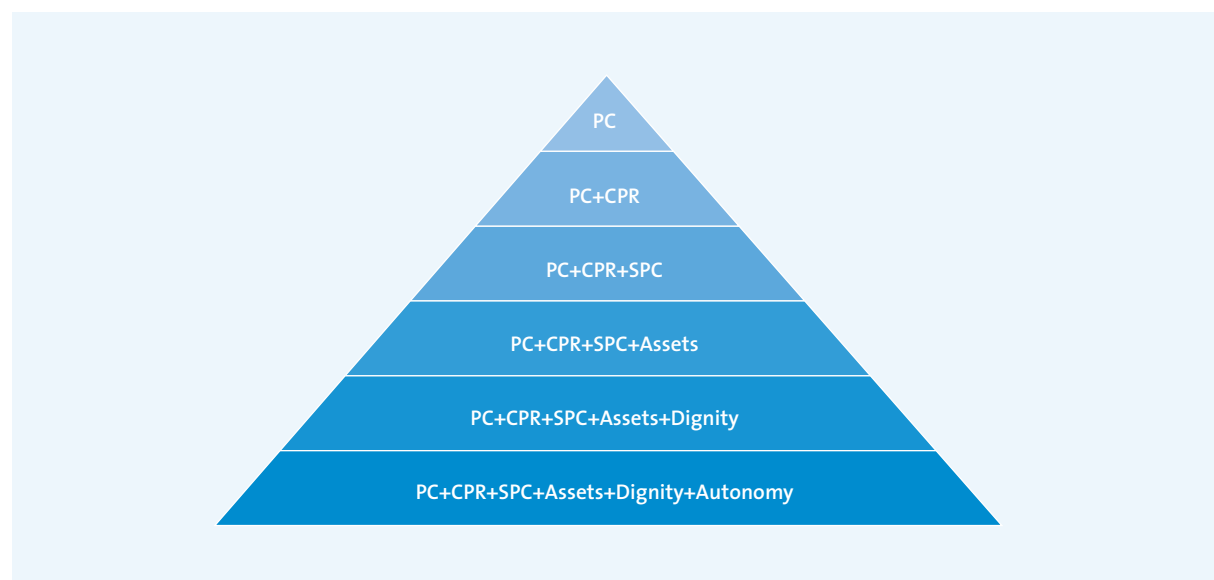 PC
PC+CPR
PC+CPR+SPC
PC+CPR+SPC+Assets
PC+CPR+SPC+Assets+Dignity
PC+CPR+SPC+Assets+Dignity+Autonomy